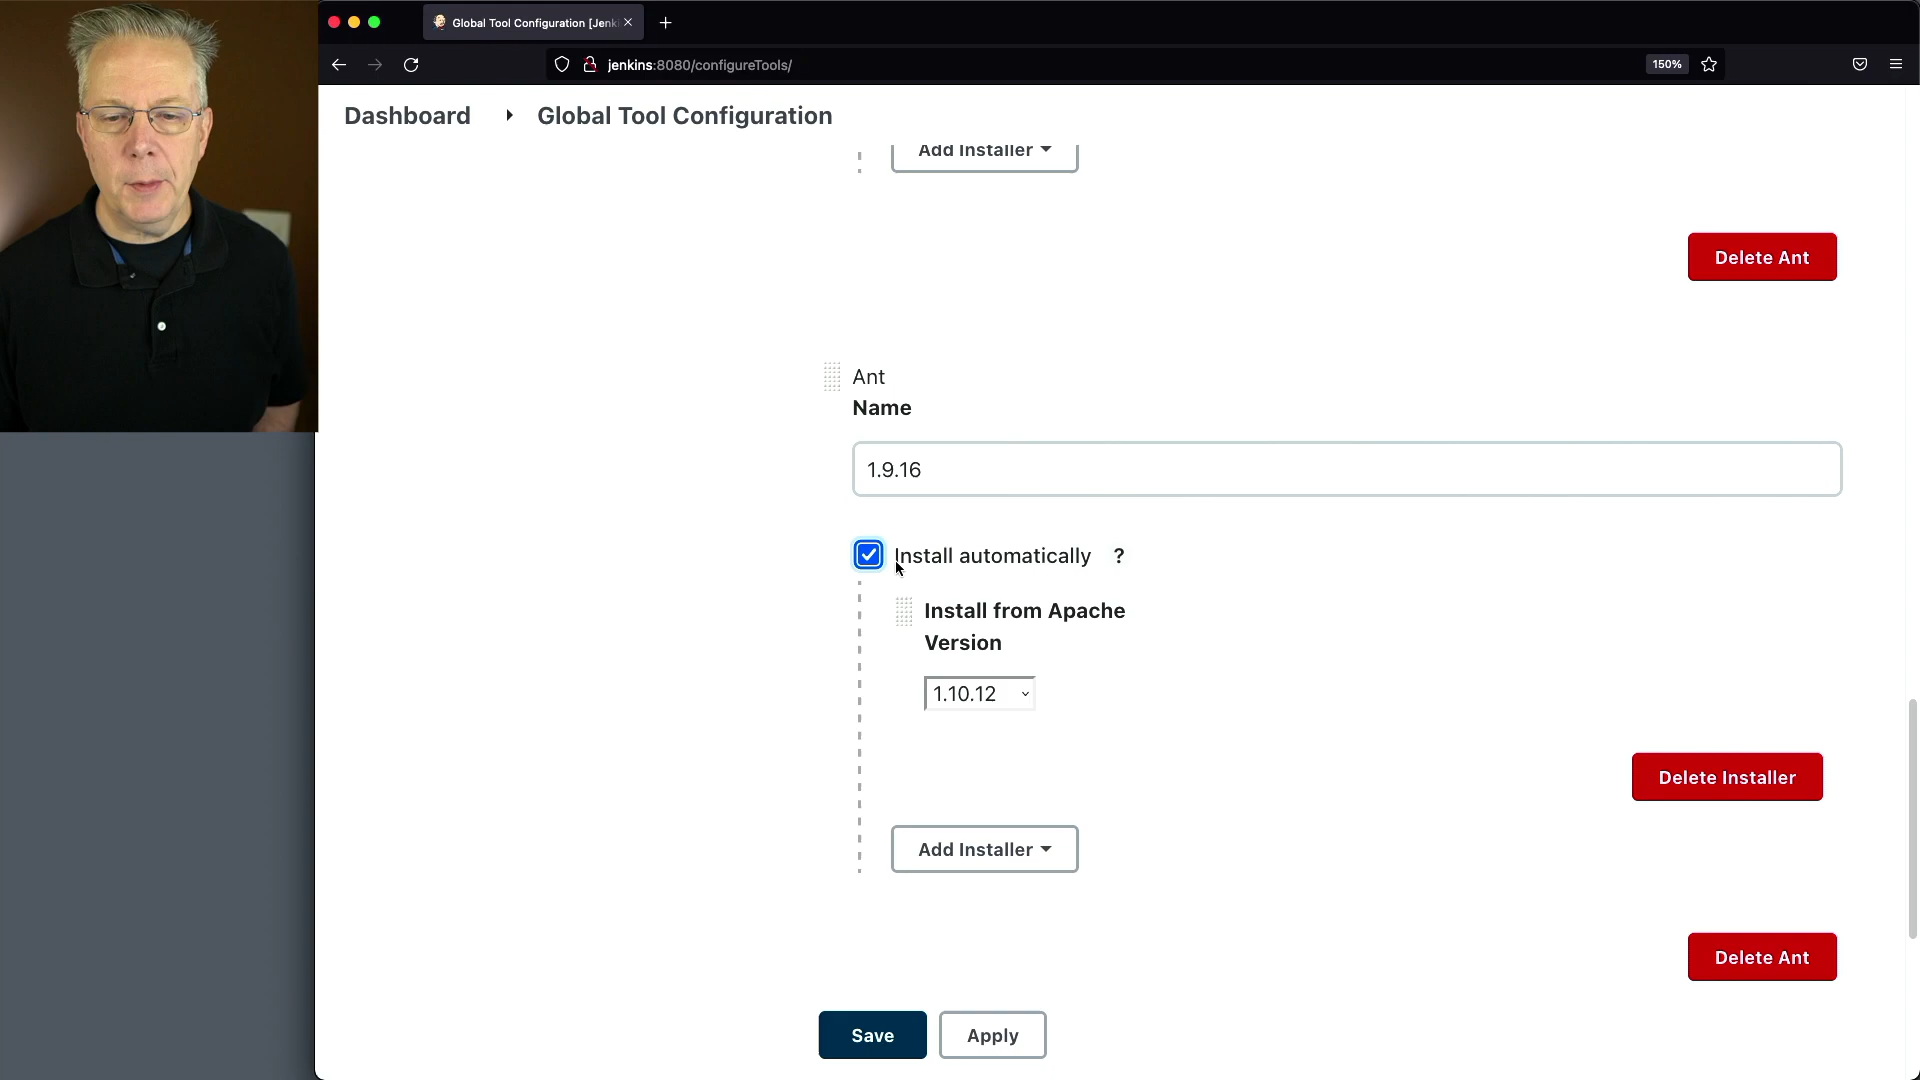 Global Tool Configuration [Jenk
jenkins:8080/configureTools/
150%
Dashboard
Global Tool Configuration
Add Installer
Delete Ant
Ant
Name
1.9.16
Install automatically ?
Install from Apache
Version
1.10.12
Delete Installer
Add Installer
Delete Ant
Save
Apply